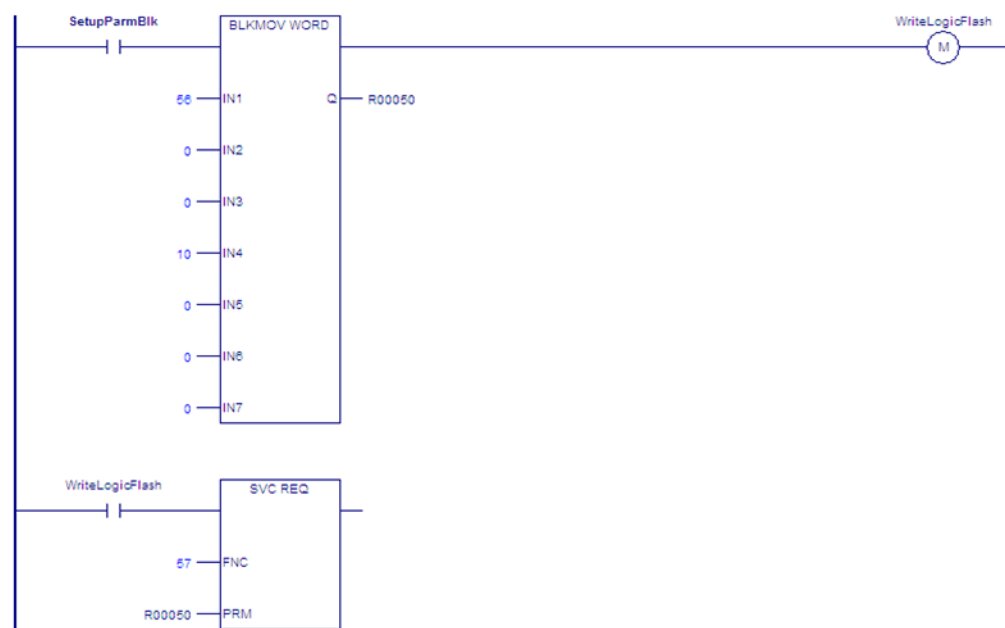 SetupParmBlk
BLKMOV WORD
WriteLogicFlash
M
56 IN1 Q R00050
0 IN2
0 IN3
10 IN4
0 IN5
0 IN6
0 IN7
WriteLogicFlash
SVC REQ
57 FNC
R00050 PRM